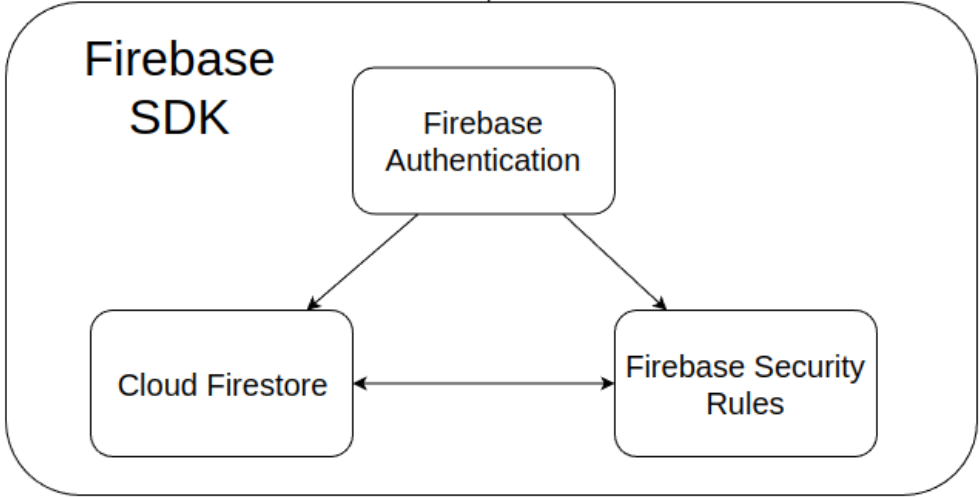 Firebase
SDK
Firebase
Authentication
Cloud Firestore
Firebase Security
Rules